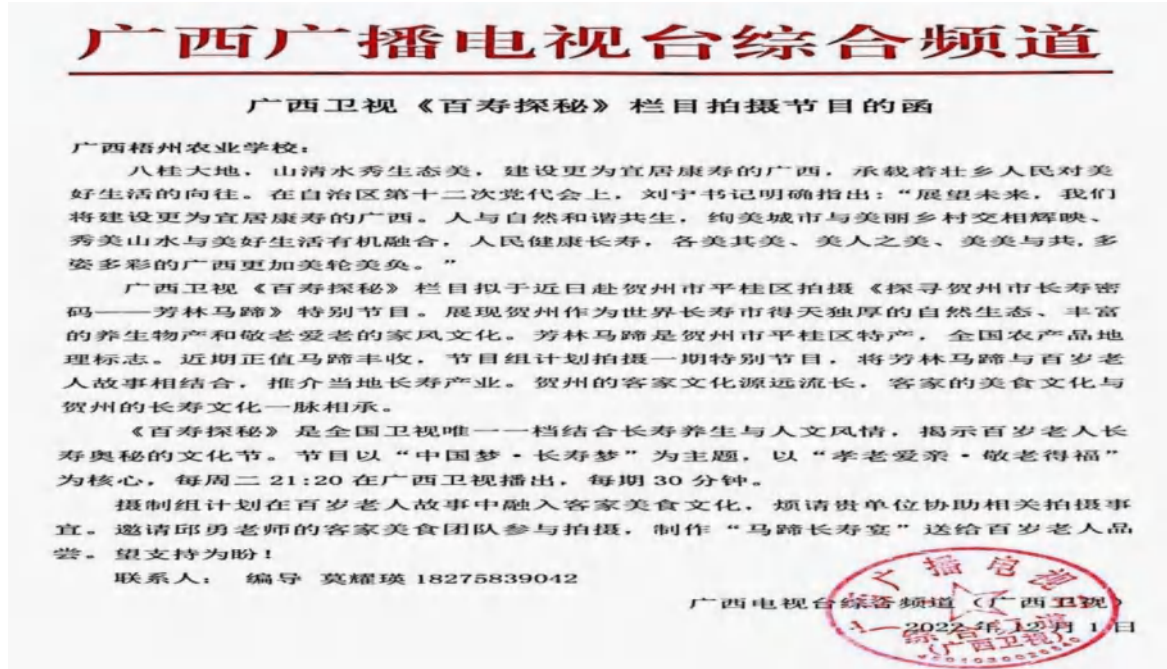 广西广播电视台综合频道
广西卫视《百寿探秘》栏目拍摄节目的函
广西梧州农业学校：
八桂大地，山清水秀生态美，建设更为宜居康寿的广西，承载着壮乡人民对美
好生活的向往。在自治区第十二次党代会上，刘宁书记明确指出：“展望未来，我们
将建设更为宜居康寿的广西。人与自然和谐共生，绚美城市与美丽乡村交相辉映、
秀美山水与美好生活有机融合，人民健康长寿，各美其美、美人之美、美美与共,多
姿多彩的广西更加美轮美奂。”
广西卫视《百寿探秘》栏目拟于近日赴贺州市平桂区拍摄《探寻贺州市长寿密
码——芳林马蹄》特别节目。展现贺州作为世界长寿市得天独厚的自然生态、丰富
的养生物产和敬老爱老的家风文化。芳林马蹄是贺州市平桂区特产，全国农产品地
理标志。近期正值马蹄丰收，节目组计划拍摄一期特别节目，将芳林马蹄与百岁老
人故事相结合，推介当地长寿产业。贺州的客家文化源远流长，客家的美食文化与
贺州的长寿文化一脉相承。
《百寿探秘》是全国卫视唯一一档结合长寿养生与人文风情，揭示百岁老人长
寿奥秘的文化节。节目以“中国梦·长寿梦”为主题，以“孝老爱亲·敬老得福”
为核心，每周二 21:20 在广西卫视播出，每期 30 分钟。
摄制组计划在百岁老人故事中融入客家美食文化，烦请贵单位协助相关拍摄事
宜。邀请邱勇老师的客家美食团队参与拍摄，制作“马蹄长寿宴”送给百岁老人品
尝。望支持为盼！
联系人： 编导 莫耀瑛 18275839042
广西电视台综合频道（广西卫视）
2022 年 12 月 1 日
广播电视
综合频道
（广西卫视）